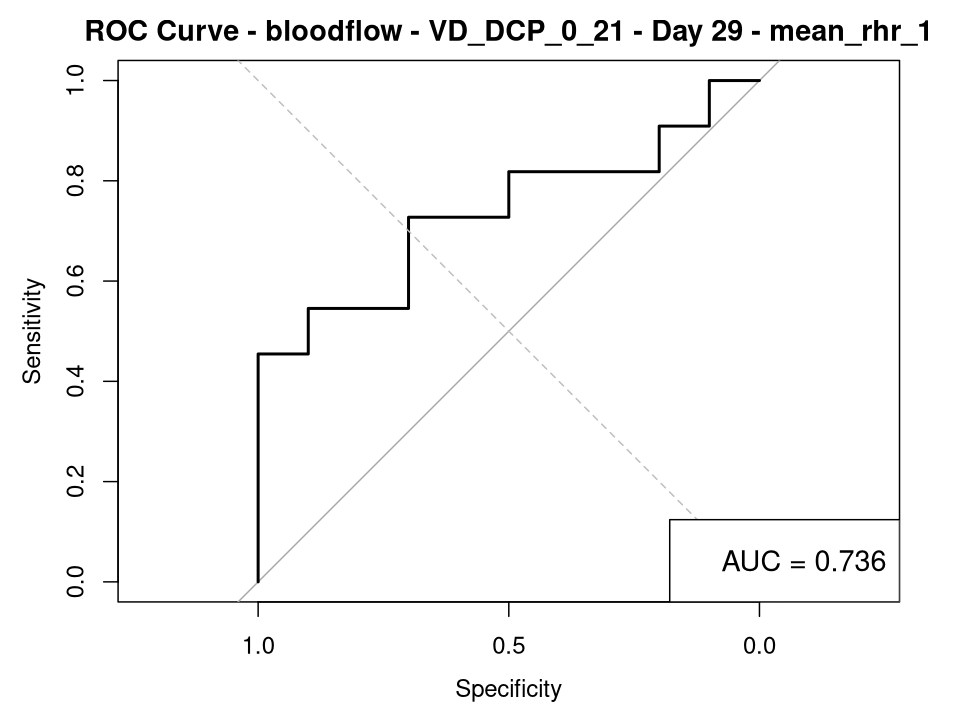 ROC Curve - bloodflow - VD_DCP_0_21 - Day 29 - mean_rhr_1
1.0
0.8
0.6
0.4
0.2
0.0
Sensitivity
AUC = 0.736
1.0 0.5 0.0
Specificity